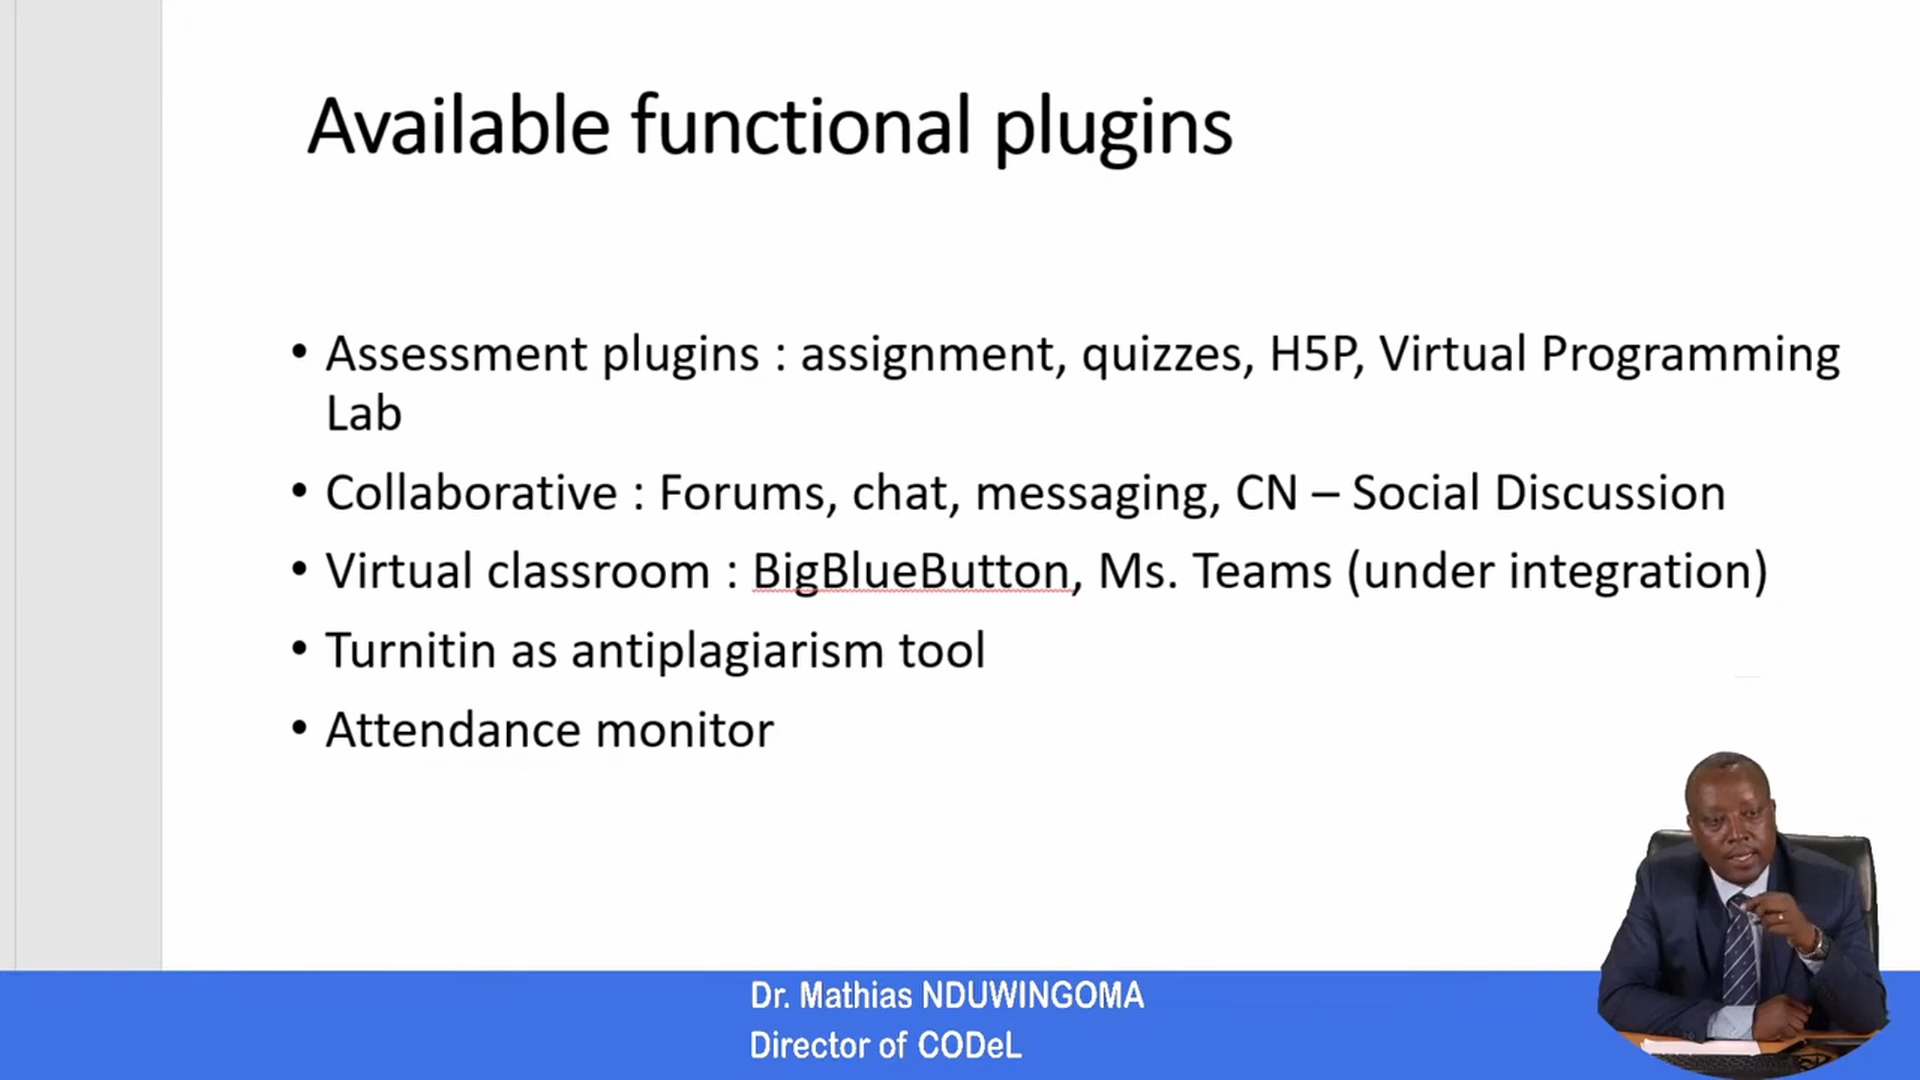 Available functional plugins
• Assessment plugins : assignment, quizzes, H5P, Virtual Programming
Lab
• Collaborative : Forums, chat, messaging, CN – Social Discussion
• Virtual classroom : BigBlueButton, Ms. Teams (under integration)
• Turnitin as antiplagiarism tool
• Attendance monitor
Dr. Mathias NDUWINGOMA
Director of CODeL